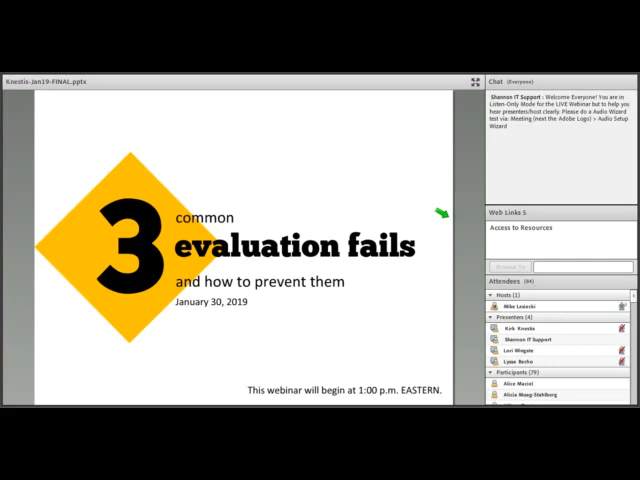 Knestis-Jan19-FINAL.pptx
3
common
evaluation fails
and how to prevent them
January 30, 2019
This webinar will begin at 1:00 p.m. EASTERN.
Chat (Everyone)
Shannon IT Support : Welcome Everyone! You are in
Listen-Only Mode for the LIVE Webinar but to help you
hear presenters/host clearly. Please do a Audio Wizard
test via: Meeting (next the Adobe Logo) > Audio Setup
Wizard
Web Links 5
Access to Resources
Browse To
Attendees (84)
Hosts (1)
Mike Lesiecki
Presenters (4)
Kirk Knestis
Shannon IT Support
Lori Wingate
Lyssa Becho
Participants (79)
Alice Maciel
Alicia Moag-Stahlberg